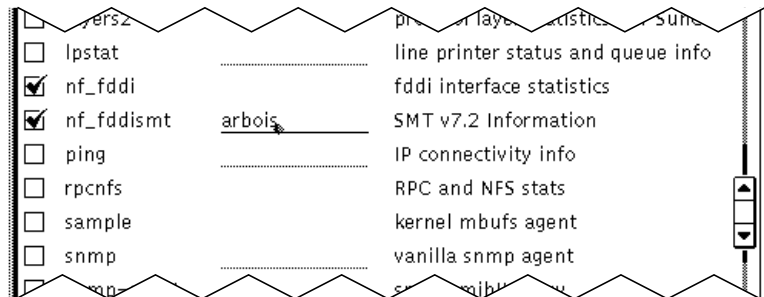 lpstat line printer status and queue info
nf_fddi fddi interface statistics
nf_fddismt arbois SMT v7.2 Information
ping IP connectivity info
rpcnfs RPC and NFS stats
sample kernel mbufs agent
snmp vanilla snmp agent